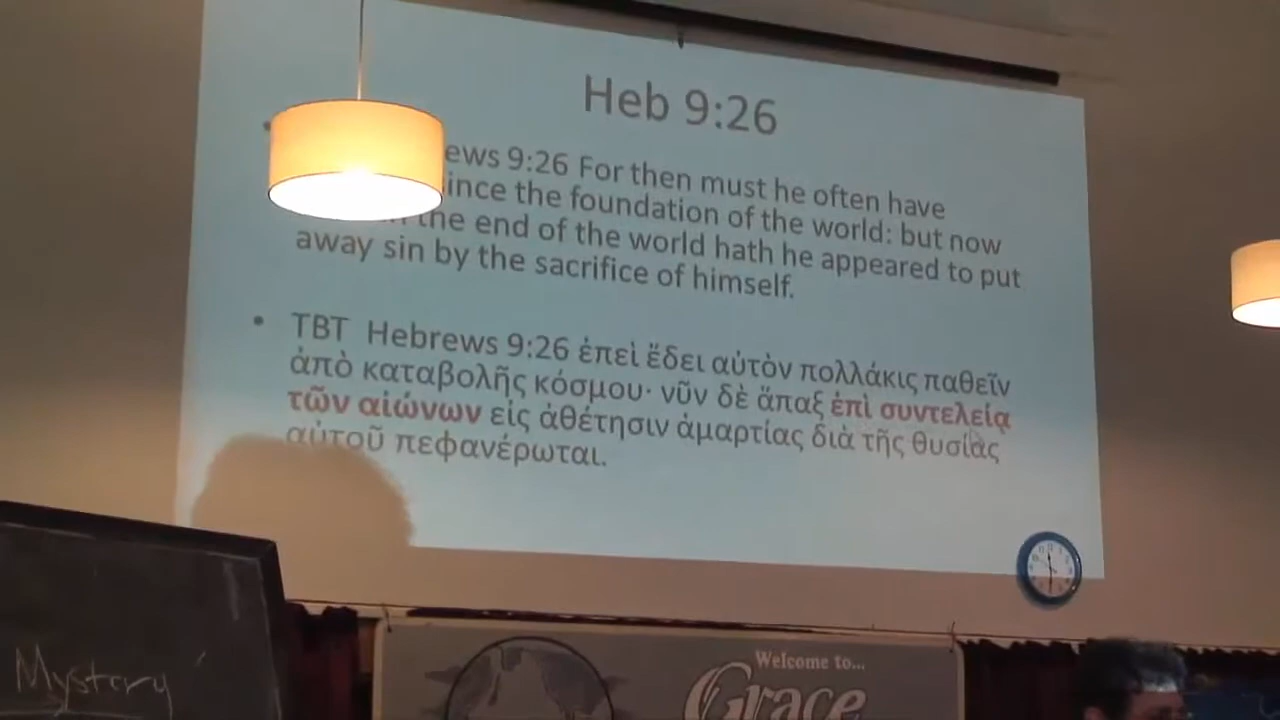 Heb 9:26
ews 9:26 For then must he often have
ince the foundation of the world: but now
the end of the world hath he appeared to put
away sin by the sacrifice of himself.
• TBT Hebrews 9:26 ἐπεὶ ἔδει αὐτὸν πολλάκις παθεῖν
ἀπὸ καταβολῆς κόσμου· νῦν δὲ ἅπαξ ἐπὶ συντελείᾳ
τῶν αἰώνων εἰς ἀθέτησιν ἁμαρτίας διὰ τῆς θυσίας
αὐτοῦ πεφανέρωται.
Mystery
Welcome to...
Grace